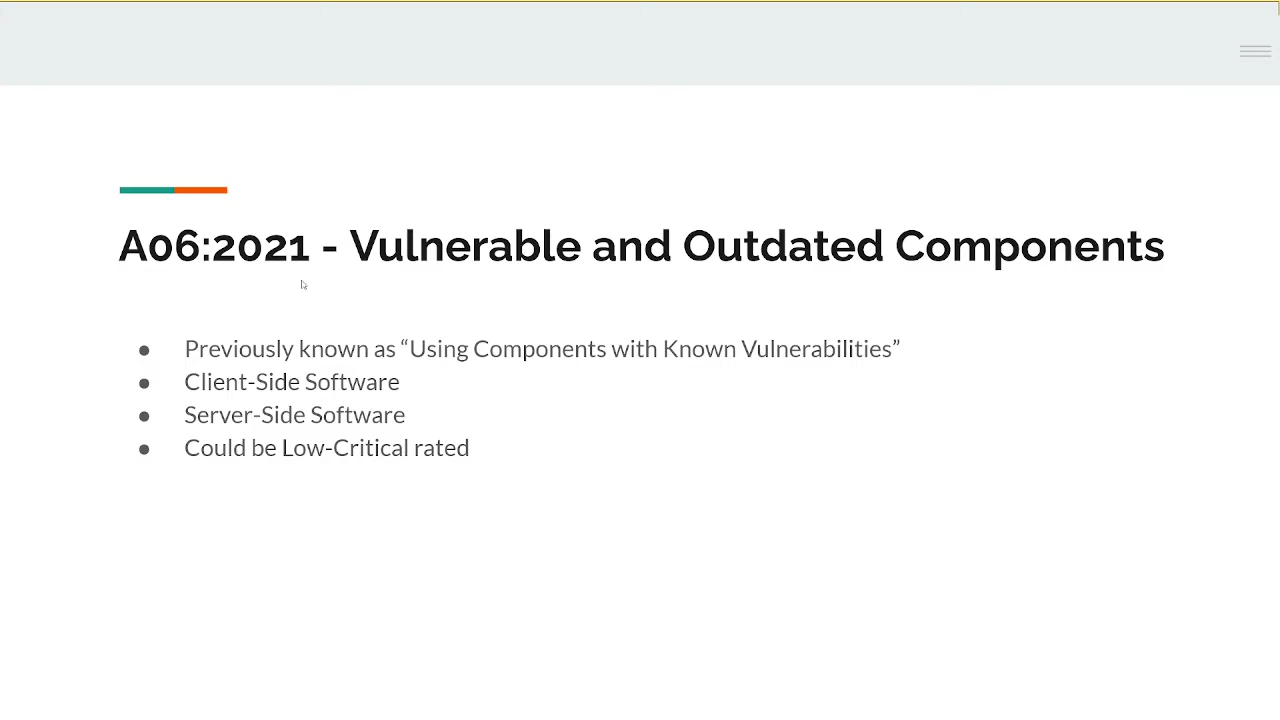 A06:2021 - Vulnerable and Outdated Components
● Previously known as “Using Components with Known Vulnerabilities”
● Client-Side Software
● Server-Side Software
● Could be Low-Critical rated